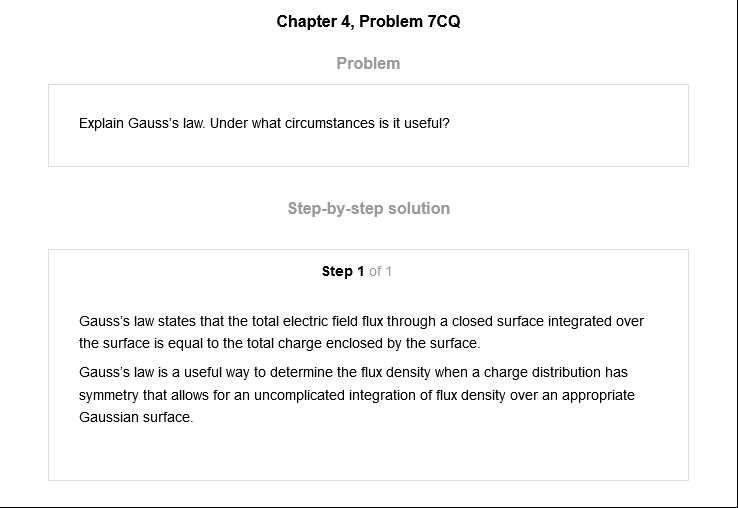 Chapter 4, Problem 7CQ
Problem
Explain Gauss's law. Under what circumstances is it useful?
Step-by-step solution
Step 1 of 1
Gauss's law states that the total electric field flux through a closed surface integrated over
the surface is equal to the total charge enclosed by the surface.
Gauss's law is a useful way to determine the flux density when a charge distribution has
symmetry that allows for an uncomplicated integration of flux density over an appropriate
Gaussian surface.